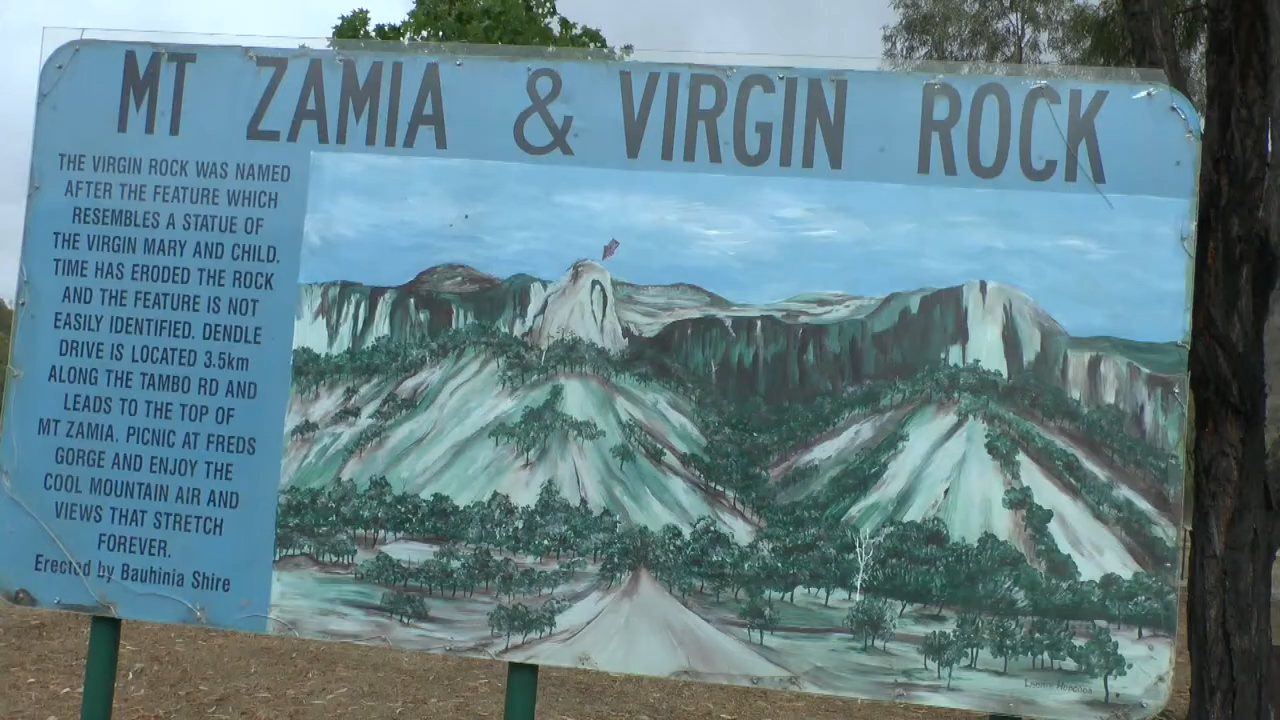 MT ZAMIA & VIRGIN ROCK
THE VIRGIN ROCK WAS NAMED
AFTER THE FEATURE WHICH
RESEMBLES A STATUE OF
THE VIRGIN MARY AND CHILD.
TIME HAS ERODED THE ROCK
AND THE FEATURE IS NOT
EASILY IDENTIFIED. DENDLE
DRIVE IS LOCATED 3.5km
ALONG THE TAMBO RD AND
LEADS TO THE TOP OF
MT ZAMIA. PICNIC AT FREDS
GORGE AND ENJOY THE
COOL MOUNTAIN AIR AND
VIEWS THAT STRETCH
FOREVER.
Erected by Bauhinia Shire